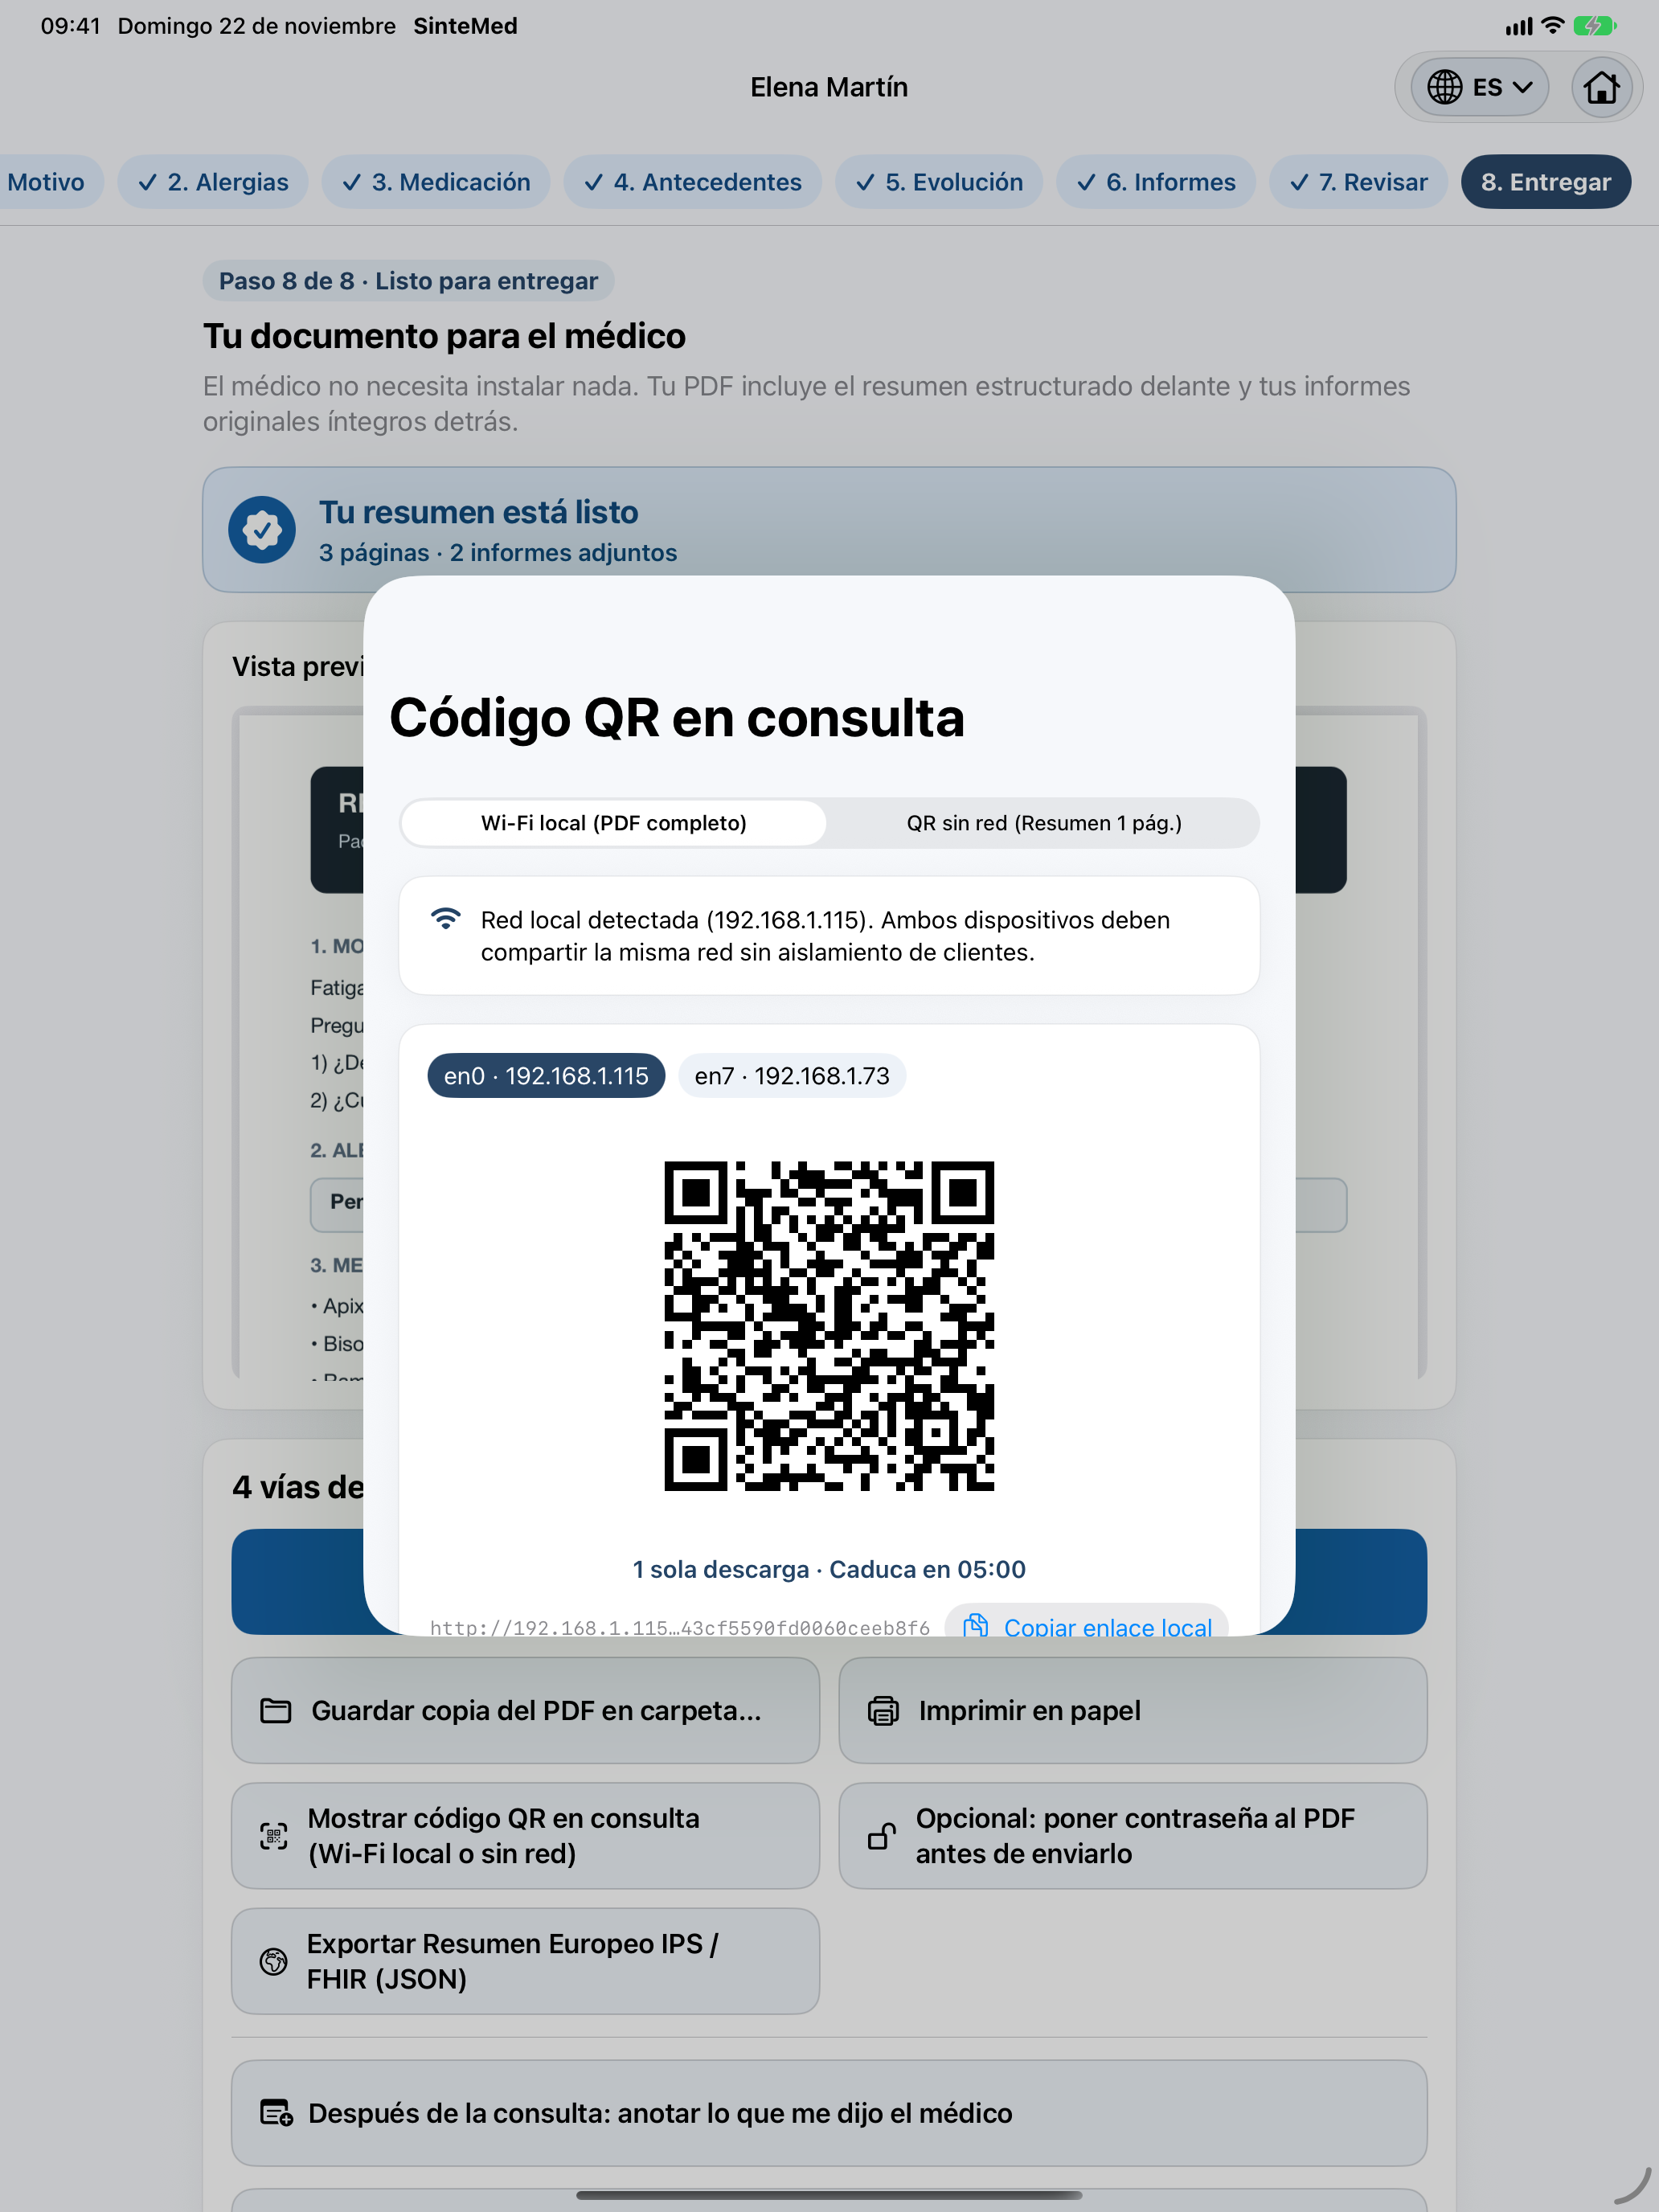 09:41 Domingo 22 de noviembre SinteMed
Elena Martín
ES
Motivo
2. Alergias
3. Medicación
4. Antecedentes
5. Evolución
6. Informes
7. Revisar
8. Entregar
Paso 8 de 8 · Listo para entregar
Tu documento para el médico
El médico no necesita instalar nada. Tu PDF incluye el resumen estructurado delante y tus informes
originales íntegros detrás.
Tu resumen está listo
3 páginas · 2 informes adjuntos
Vista previ
1. MO
Fatiga
Pregu
1) ¿De
2) ¿Cu
2. ALE
Per
3. ME
• Apix
• Biso
Código QR en consulta
Wi-Fi local (PDF completo)
QR sin red (Resumen 1 pág.)
Red local detectada (192.168.1.115). Ambos dispositivos deben
compartir la misma red sin aislamiento de clientes.
en0 · 192.168.1.115
en7 · 192.168.1.73
1 sola descarga · Caduca en 05:00
http://192.168.1.115…43cf5590fd0060ceeb8f6
Copiar enlace local
4 vías de
Guardar copia del PDF en carpeta...
Imprimir en papel
Mostrar código QR en consulta
(Wi-Fi local o sin red)
Opcional: poner contraseña al PDF
antes de enviarlo
Exportar Resumen Europeo IPS /
FHIR (JSON)
Después de la consulta: anotar lo que me dijo el médico